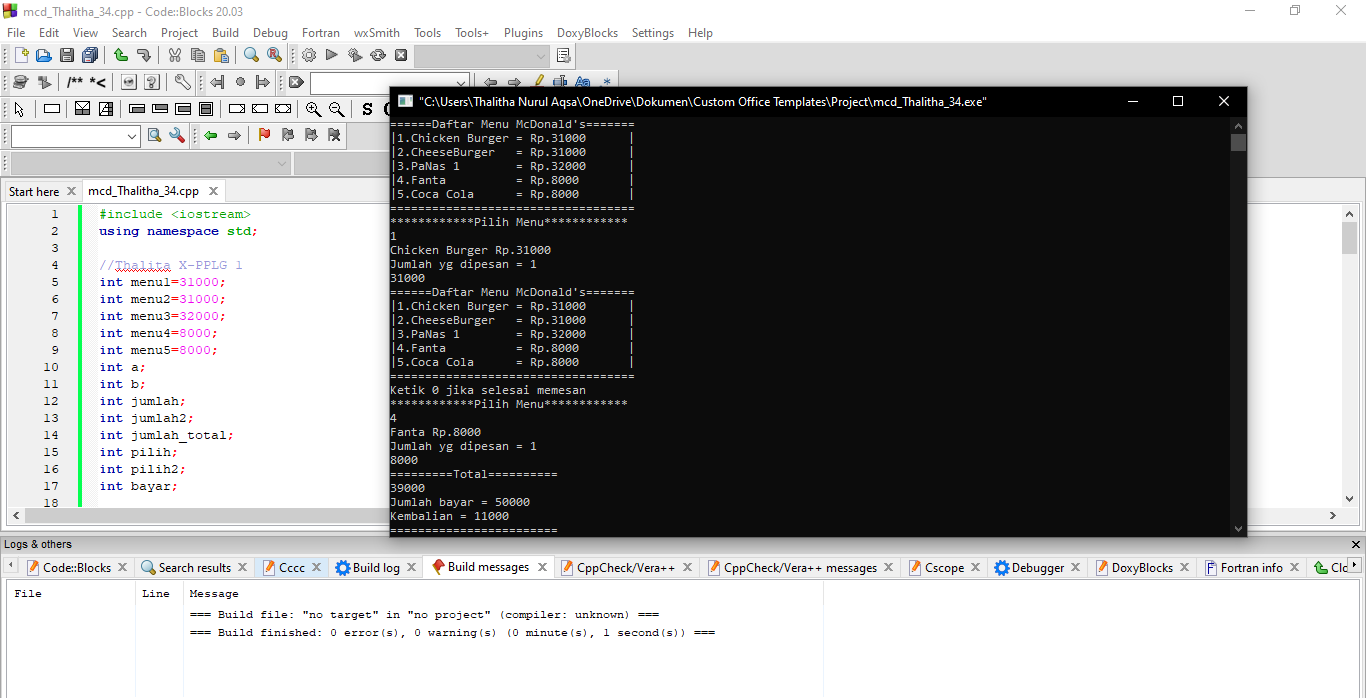 mcd_Thalitha_34.cpp - Code::Blocks 20.03
File Edit View Search Project Build Debug Fortran wxSmith Tools Tools+ Plugins DoxyBlocks Settings Help
/** *<
S
"C:\Users\Thalitha Nurul Aqsa\OneDrive\Dokumen\Custom Office Templates\Project\mcd_Thalitha_34.exe"
======Daftar Menu McDonald's=======
|1.Chicken Burger = Rp.31000 |
|2.CheeseBurger = Rp.31000 |
|3.PaNas 1 = Rp.32000 |
|4.Fanta = Rp.8000 |
|5.Coca Cola = Rp.8000 |
===================================
************Pilih Menu************
1
Chicken Burger Rp.31000
Jumlah yg dipesan = 1
31000
======Daftar Menu McDonald's=======
|1.Chicken Burger = Rp.31000 |
|2.CheeseBurger = Rp.31000 |
|3.PaNas 1 = Rp.32000 |
|4.Fanta = Rp.8000 |
|5.Coca Cola = Rp.8000 |
===================================
Ketik 0 jika selesai memesan
************Pilih Menu************
4
Fanta Rp.8000
Jumlah yg dipesan = 1
8000
=========Total==========
39000
Jumlah bayar = 50000
Kembalian = 11000
========================
Start here mcd_Thalitha_34.cpp
1 #include <iostream>
2 using namespace std;
3
4 //Thalita X-PPLG 1
5 int menu1=31000;
6 int menu2=31000;
7 int menu3=32000;
8 int menu4=8000;
9 int menu5=8000;
10 int a;
11 int b;
12 int jumlah;
13 int jumlah2;
14 int jumlah_total;
15 int pilih;
16 int pilih2;
17 int bayar;
18
Logs & others
Code::Blocks Search results Cccc Build log Build messages CppCheck/Vera++ CppCheck/Vera++ messages Cscope Debugger DoxyBlocks Fortran info Clo
File Line Message
=== Build file: "no target" in "no project" (compiler: unknown) ===
=== Build finished: 0 error(s), 0 warning(s) (0 minute(s), 1 second(s)) ===